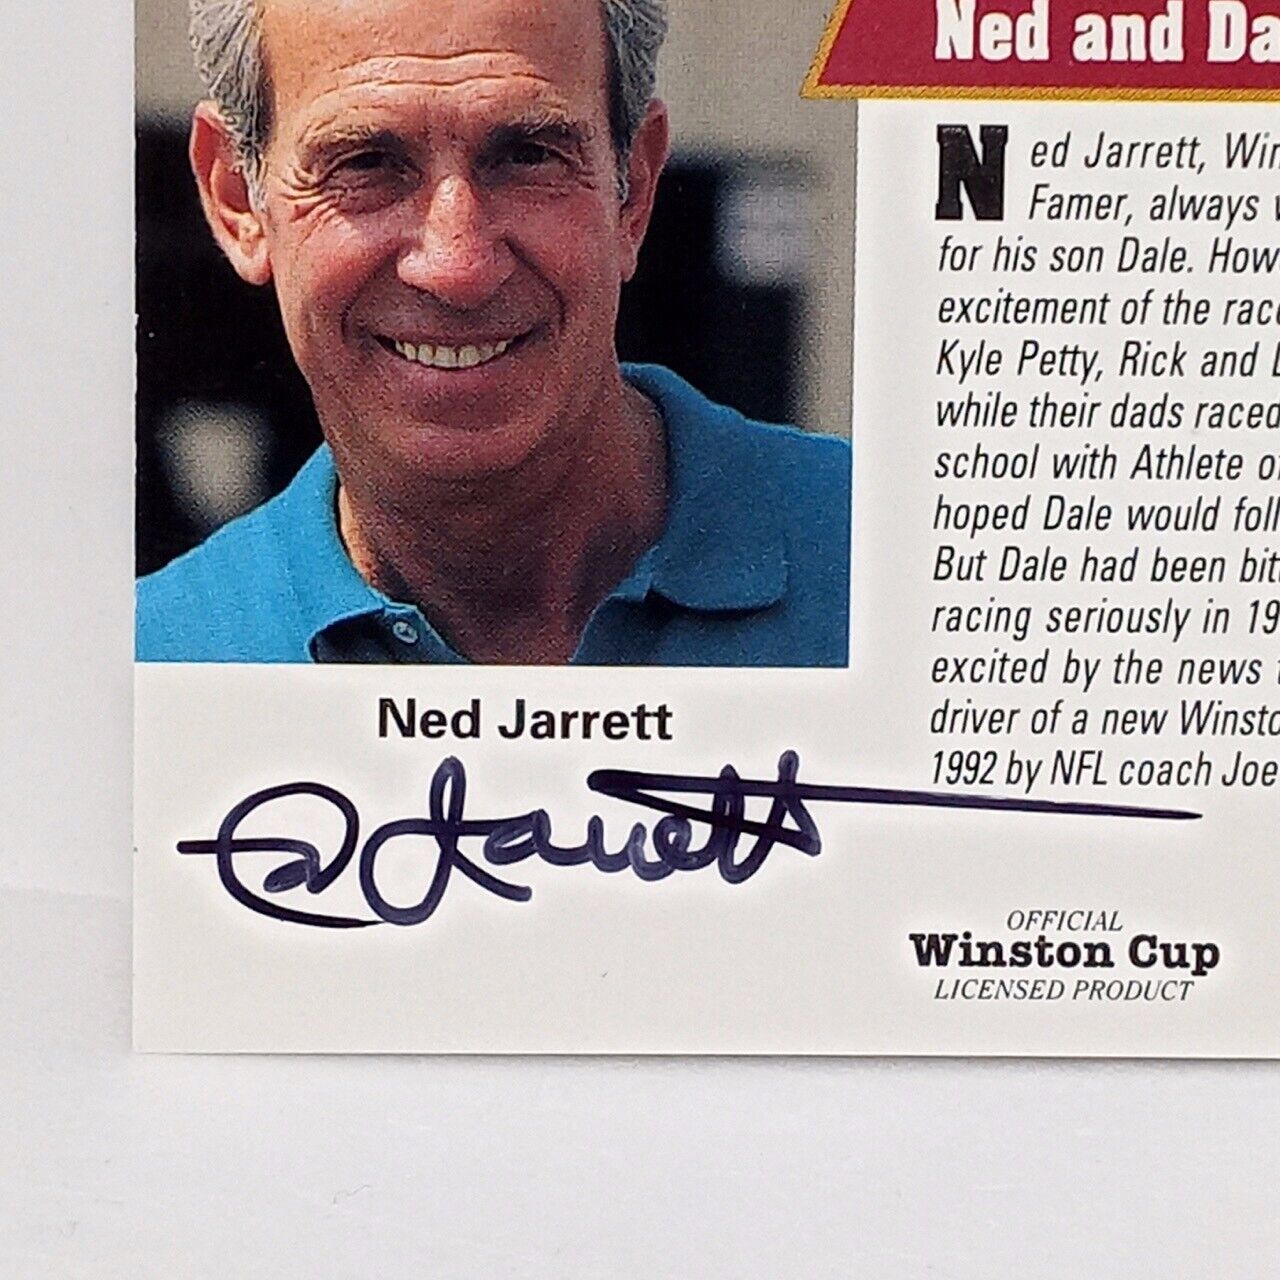 Ned and Da
Ned Jarrett, Win
Famer, always
for his son Dale. How
excitement of the race
Kyle Petty, Rick and
while their dads raced
school with Athlete of
hoped Dale would foll
But Dale had been bitt
racing seriously in 19
excited by the news
driver of a new Winsto
1992 by NFL coach Joe
Ned Jarrett
Jarrett
OFFICIAL
Winston Cup
LICENSED PRODUCT